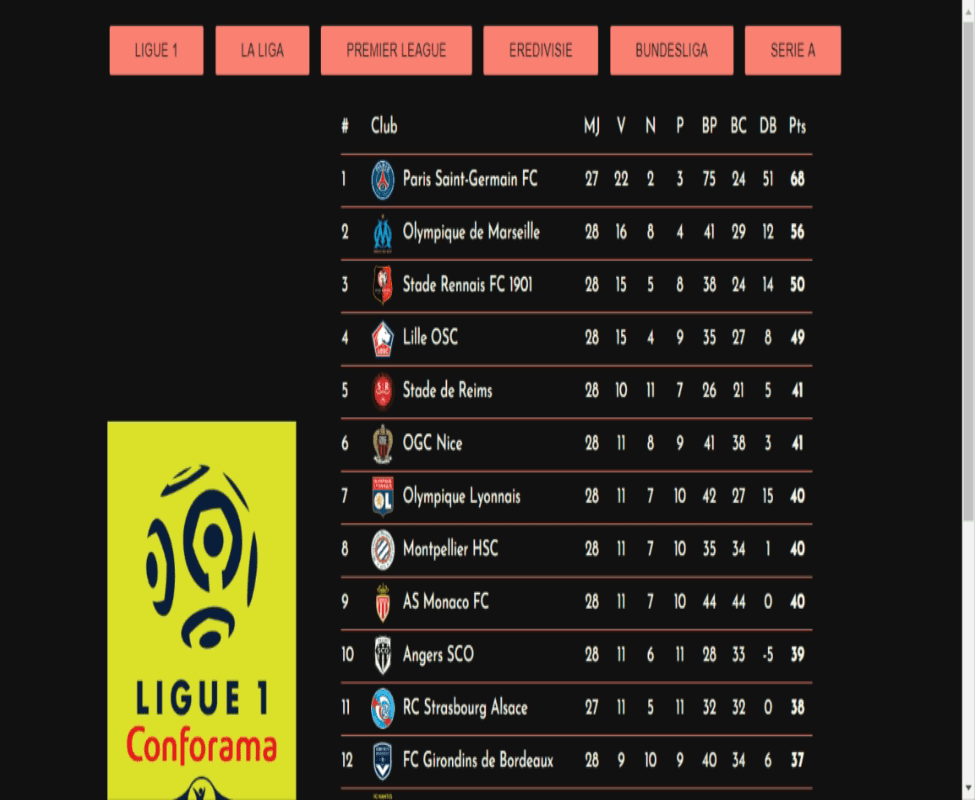 LIGUE 1 LA LIGA PREMIER LEAGUE EREDIVISIE BUNDESLIGA SERIE A
# Club MJ V N P BP BC DB Pts
1 Paris Saint-Germain FC 27 22 2 3 75 24 51 68
2 Olympique de Marseille 28 16 8 4 41 29 12 56
3 Stade Rennais FC 1901 28 15 5 8 38 24 14 50
4 Lille OSC 28 15 4 9 35 27 8 49
5 Stade de Reims 28 10 11 7 26 21 5 41
6 OGC Nice 28 11 8 9 41 38 3 41
7 Olympique Lyonnais 28 11 7 10 42 27 15 40
8 Montpellier HSC 28 11 7 10 35 34 1 40
9 AS Monaco FC 28 11 7 10 44 44 0 40
10 Angers SCO 28 11 6 11 28 33 -5 39
11 RC Strasbourg Alsace 27 11 5 11 32 32 0 38
12 FC Girondins de Bordeaux 28 9 10 9 40 34 6 37
LIGUE 1
Conforama